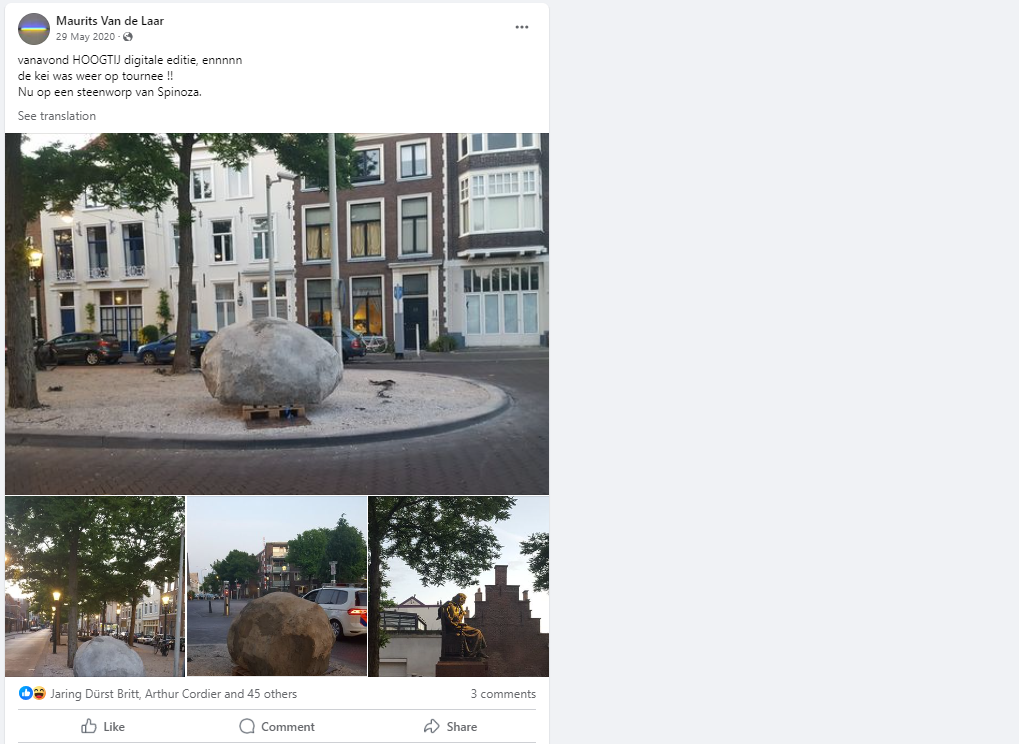 Maurits Van de Laar
29 May 2020 ·
vanavond HOOGTIJ digitale editie, ennnnn
de kei was weer op tournee !!
Nu op een steenworp van Spinoza.
See translation
Jaring Dürst Britt, Arthur Cordier and 45 others
3 comments
Like
Comment
Share